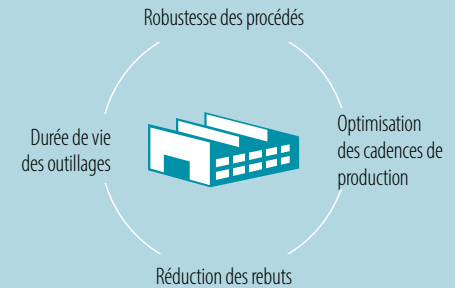 Robustesse des procédés
Durée de vie
des outillages
Optimisation
des cadences de
production
Réduction des rebuts